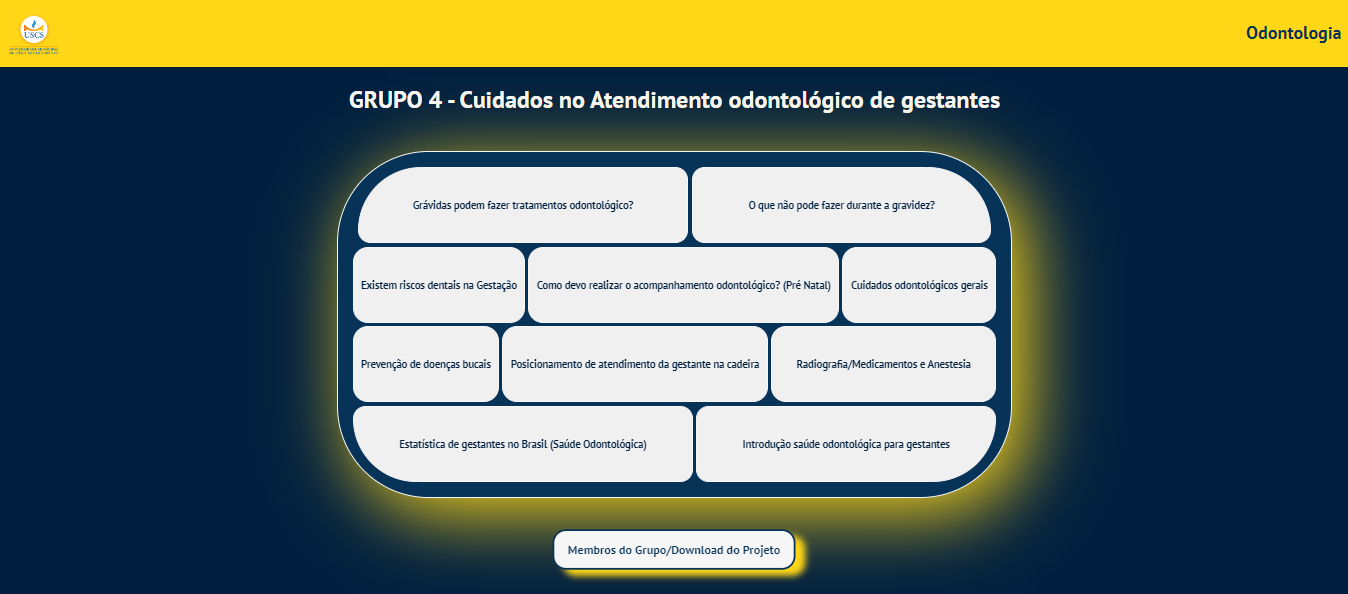 USCS
Odontologia
GRUPO 4 - Cuidados no Atendimento odontológico de gestantes
Grávidas podem fazer tratamentos odontológico?
O que não pode fazer durante a gravidez?
Existem riscos dentais na Gestação
Como devo realizar o acompanhamento odontológico? (Pré Natal)
Cuidados odontológicos gerais
Prevenção de doenças bucais
Posicionamento de atendimento da gestante na cadeira
Radiografia/Medicamentos e Anestesia
Estatística de gestantes no Brasil (Saúde Odontológica)
Introdução saúde odontológica para gestantes
Membros do Grupo/Download do Projeto